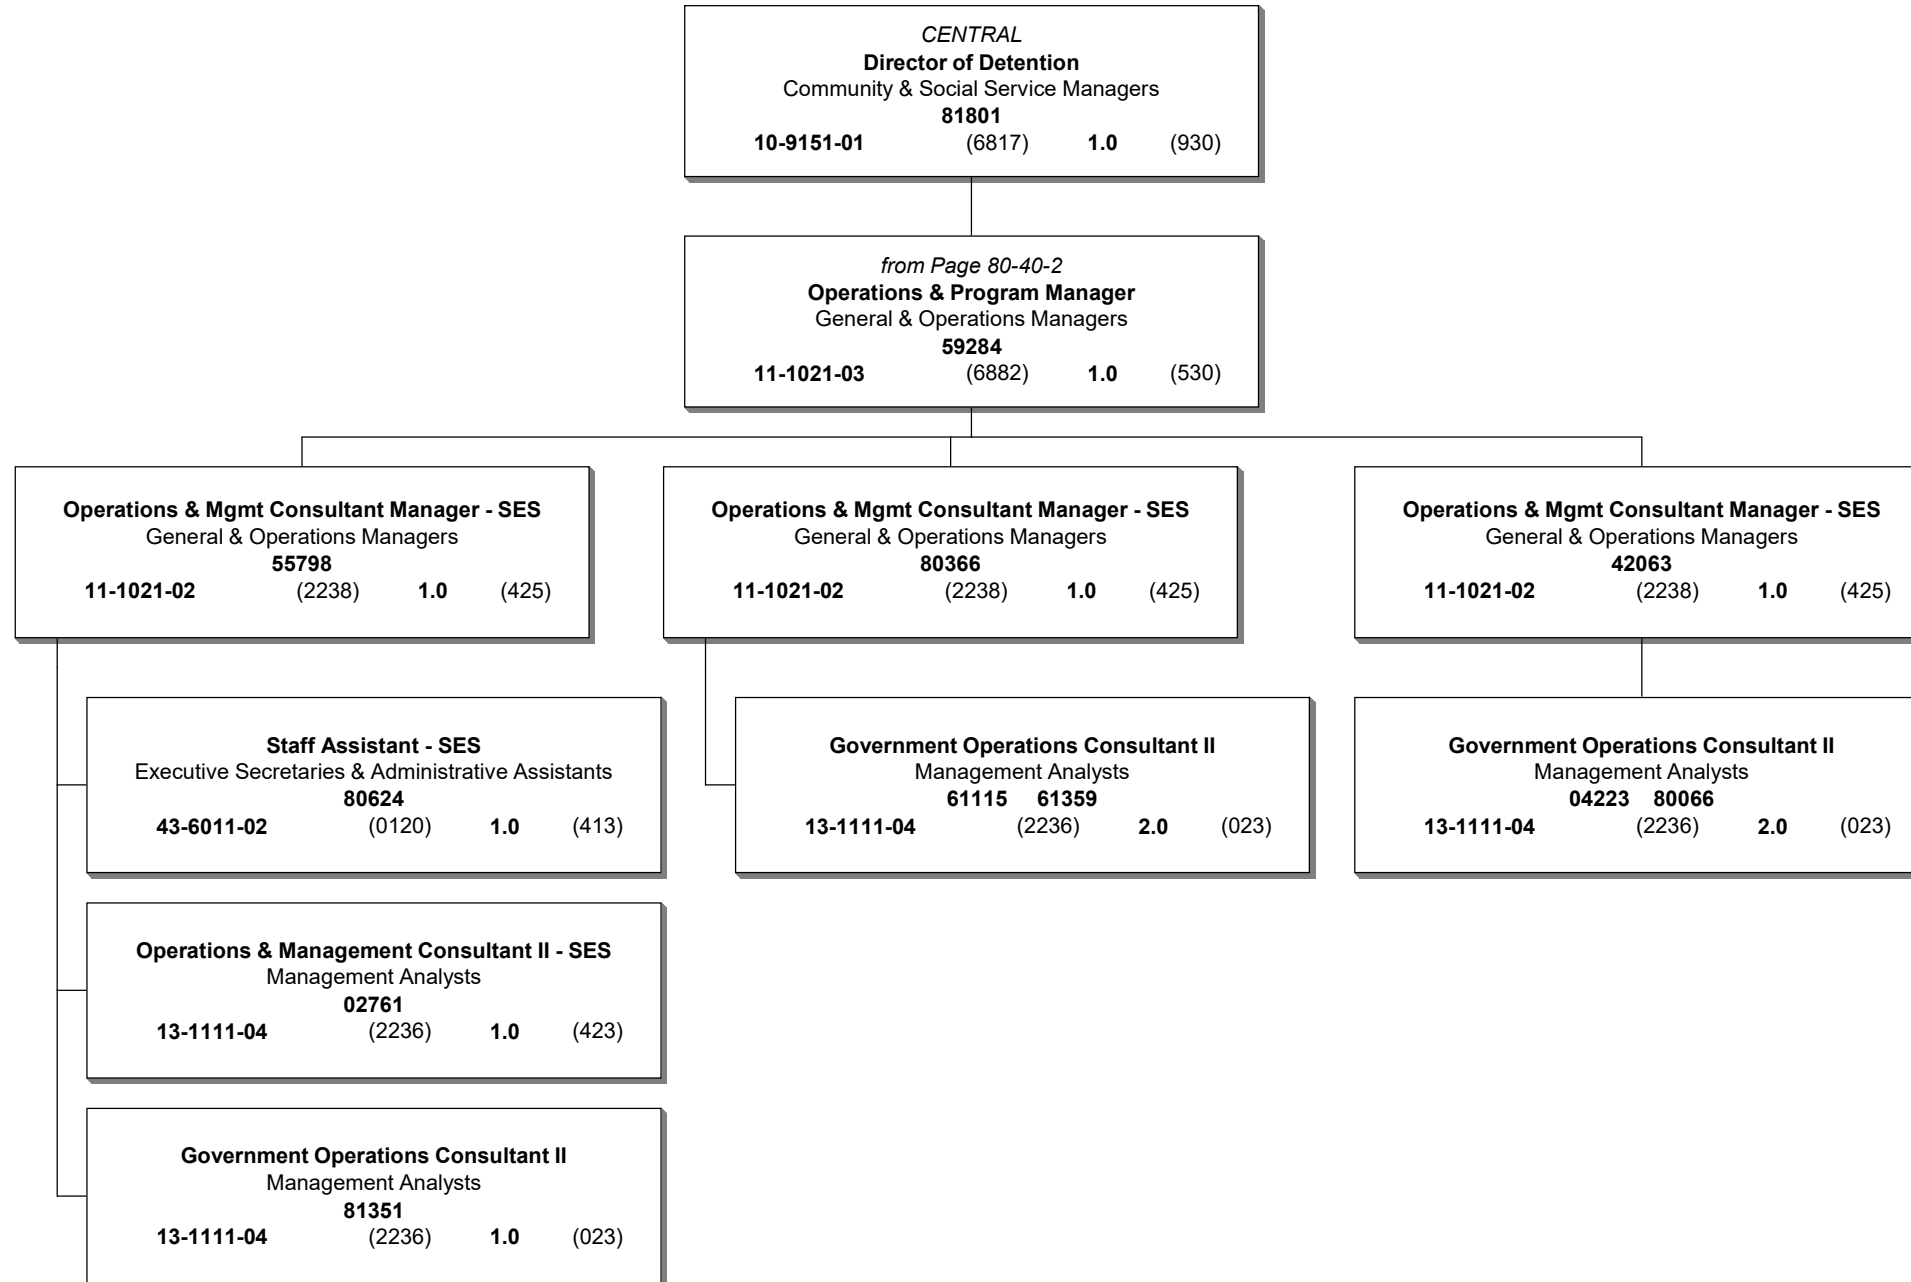 CENTRAL
Director of Detention
Community & Social Service Managers
81801
10-9151-01 (6817) 1.0 (930)
from Page 80-40-2
Operations & Program Manager
General & Operations Managers
59284
11-1021-03 (6882) 1.0 (530)
Operations & Mgmt Consultant Manager - SES
General & Operations Managers
55798
11-1021-02 (2238) 1.0 (425)
Operations & Mgmt Consultant Manager - SES
General & Operations Managers
80366
11-1021-02 (2238) 1.0 (425)
Operations & Mgmt Consultant Manager - SES
General & Operations Managers
42063
11-1021-02 (2238) 1.0 (425)
Staff Assistant - SES
Executive Secretaries & Administrative Assistants
80624
43-6011-02 (0120) 1.0 (413)
Government Operations Consultant II
Management Analysts
61115 61359
13-1111-04 (2236) 2.0 (023)
Government Operations Consultant II
Management Analysts
04223 80066
13-1111-04 (2236) 2.0 (023)
Operations & Management Consultant II - SES
Management Analysts
02761
13-1111-04 (2236) 1.0 (423)
Government Operations Consultant II
Management Analysts
81351
13-1111-04 (2236) 1.0 (023)